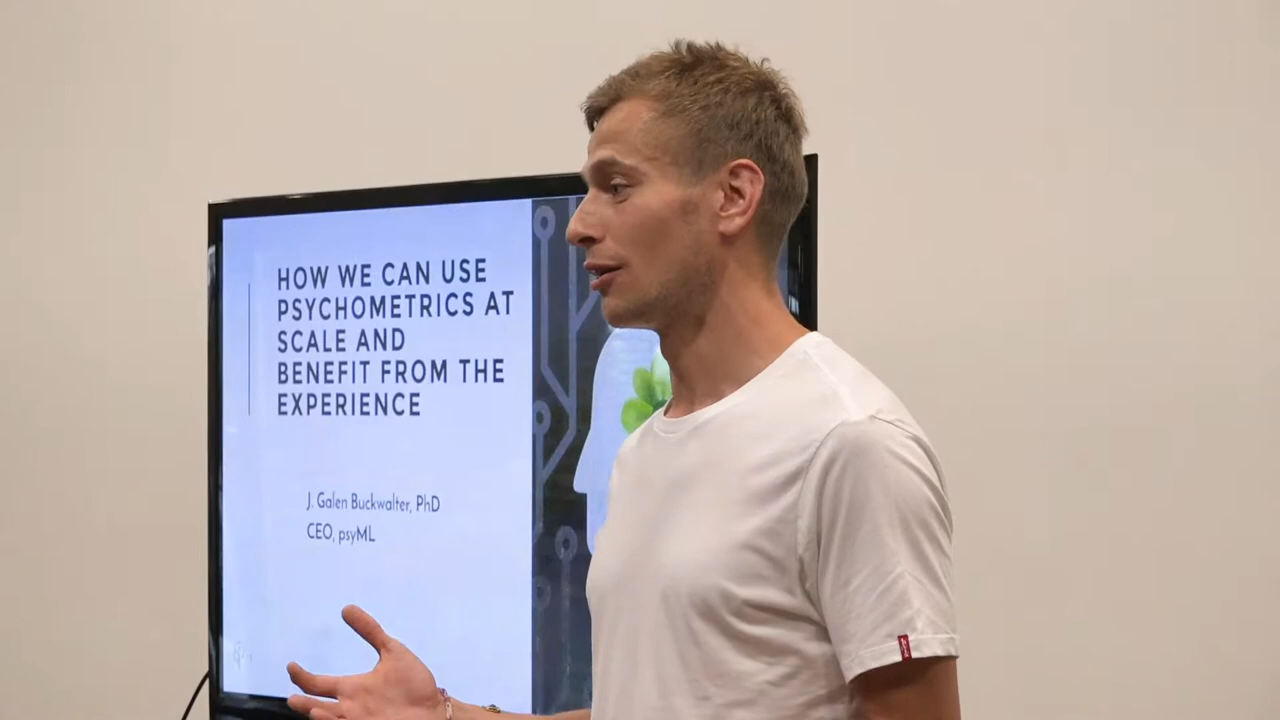 HOW WE CAN USE
PSYCHOMETRICS AT
SCALE AND
BENEFIT FROM THE
EXPERIENCE
J. Galen Buckwalter, PhD
CEO, psyML